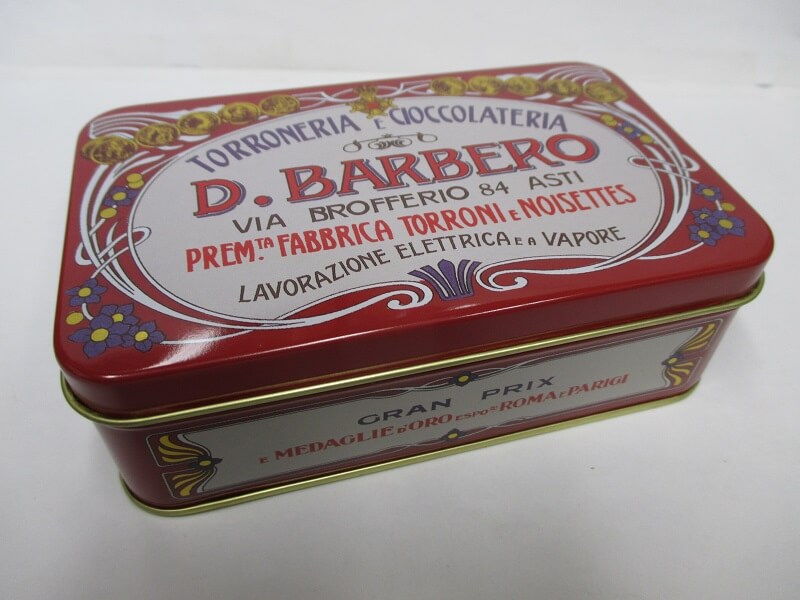 TORRONERIA E CIOCCOLATERIA
D. BARBERO
VIA BROFFERIO 84 ASTI
PREM.TA FABBRICA TORRONI E NOISETTES
LAVORAZIONE ELETTRICA E A VAPORE
GRAN PRIX
E MEDAGLIE D'ORO ESPO.NI ROMA E PARIGI